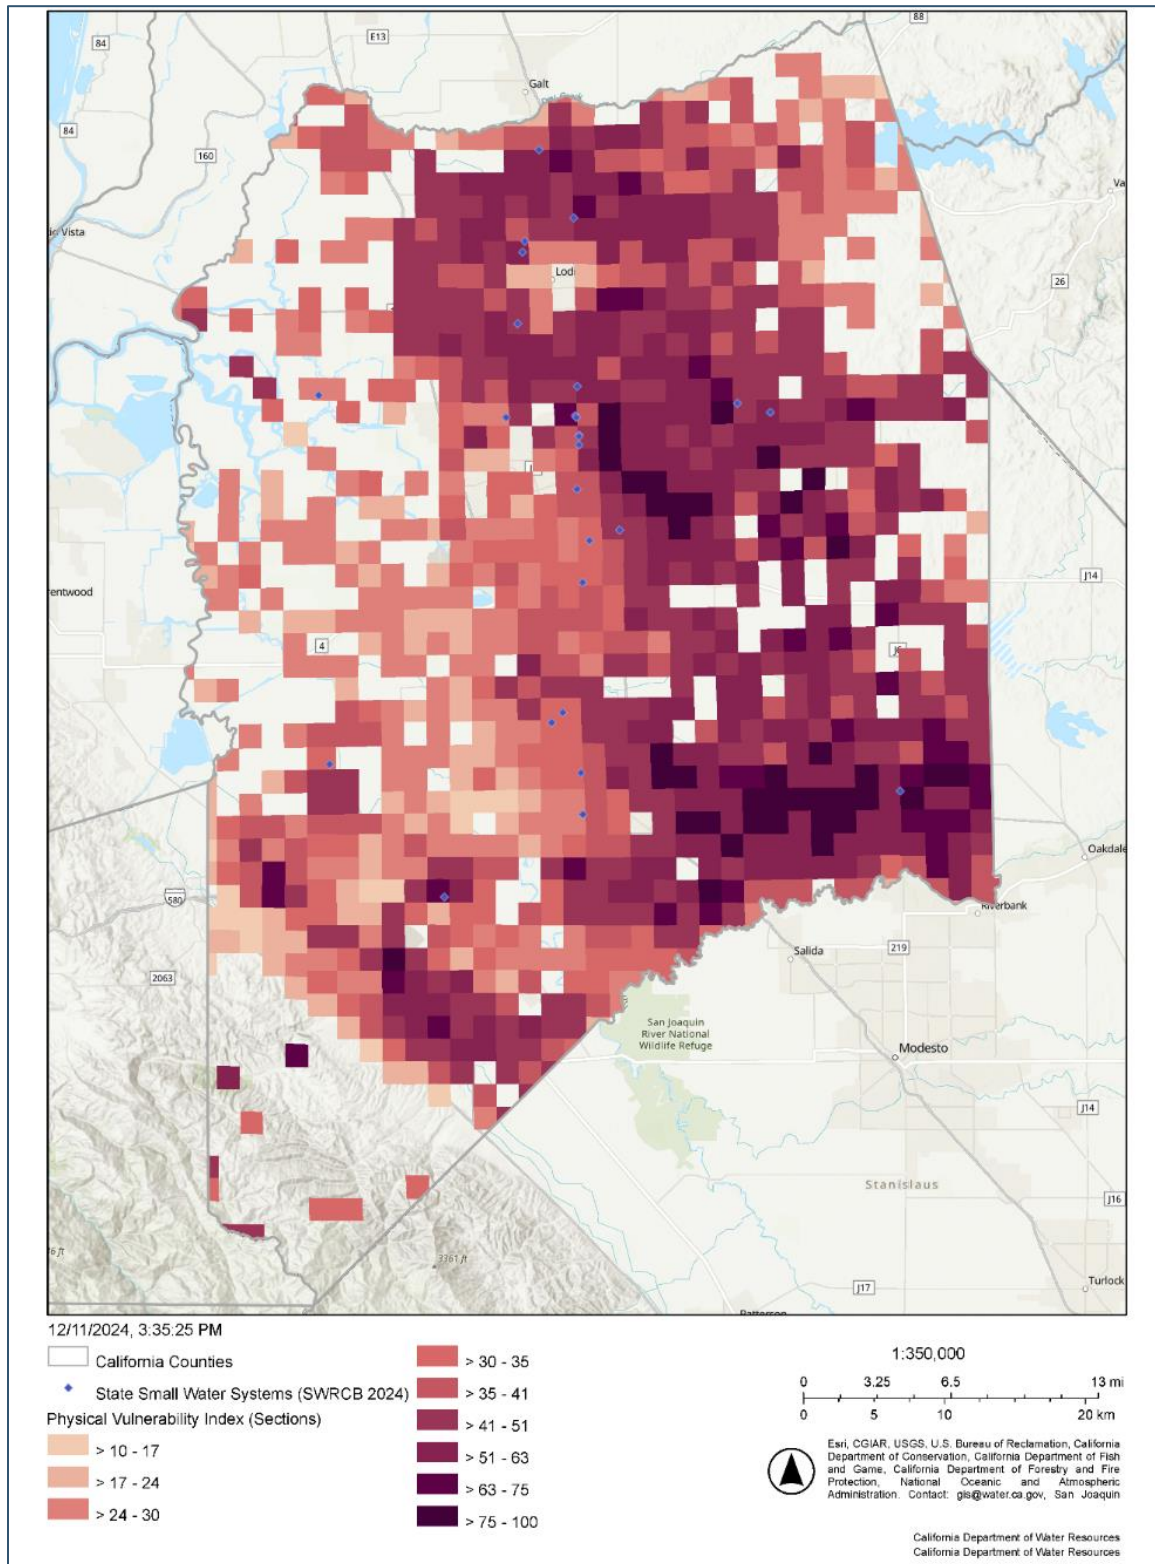 88
84
E13
Galt
84
160
Va
Vista
26
Lodi
J14
entwood
4
Oakdale
580
Riverbank
Salida
219
2063
San Joaquin
River National
Wildlife Refuge
Modesto
J14
Stanislaus
J16
3361 ft
J17
Turlock
Patterson
12/11/2024, 3:35:25 PM
California Counties
State Small Water Systems (SWRCB 2024)
Physical Vulnerability Index (Sections)
> 10 - 17
> 17 - 24
> 24 - 30
> 30 - 35
> 35 - 41
> 41 - 51
> 51 - 63
> 63 - 75
> 75 - 100
1:350,000
0 3.25 6.5 13 mi
0 5 10 20 km
Esri, CGIAR, USGS, U.S. Bureau of Reclamation, California
Department of Conservation, California Department of Fish
and Game, California Department of Forestry and Fire
Protection, National Oceanic and Atmospheric
Administration. Contact: gis@water.ca.gov, San Joaquin
California Department of Water Resources
California Department of Water Resources